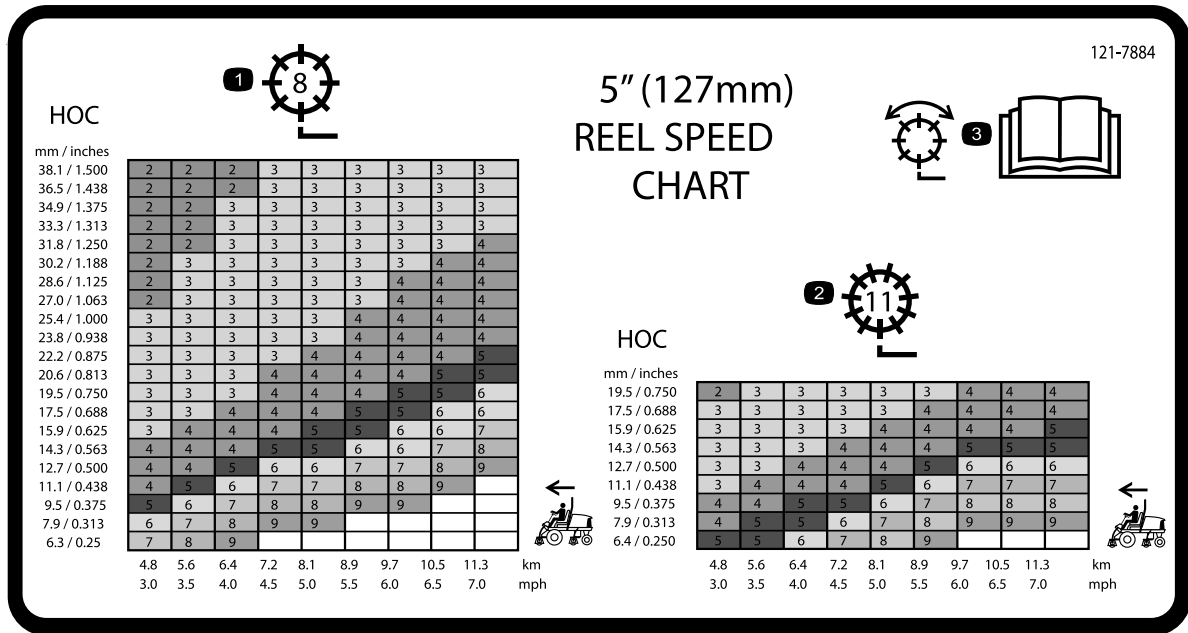 121-7884
5” (127mm)
REEL SPEED
CHART
3
1
8
HOC
mm / inches
38.1 / 1.500 2 2 2 3 3 3 3 3 3
36.5 / 1.438 2 2 2 3 3 3 3 3 3
34.9 / 1.375 2 2 3 3 3 3 3 3 3
33.3 / 1.313 2 2 3 3 3 3 3 3 3
31.8 / 1.250 2 2 3 3 3 3 3 3 4
30.2 / 1.188 2 3 3 3 3 3 3 4 4
28.6 / 1.125 2 3 3 3 3 3 4 4 4
27.0 / 1.063 2 3 3 3 3 3 4 4 4
25.4 / 1.000 3 3 3 3 3 4 4 4 4
23.8 / 0.938 3 3 3 3 3 4 4 4 4
22.2 / 0.875 3 3 3 3 4 4 4 4 5
20.6 / 0.813 3 3 3 4 4 4 4 5 5
19.5 / 0.750 3 3 3 4 4 4 5 5 6
17.5 / 0.688 3 3 4 4 4 5 5 6 6
15.9 / 0.625 3 4 4 4 5 5 6 6 7
14.3 / 0.563 4 4 4 5 5 6 6 7 8
12.7 / 0.500 4 4 5 6 6 7 7 8 9
11.1 / 0.438 4 5 6 7 7 8 8 9
9.5 / 0.375 5 6 7 8 8 9 9
7.9 / 0.313 6 7 8 9 9
6.3 / 0.25 7 8 9
4.8 5.6 6.4 7.2 8.1 8.9 9.7 10.5 11.3 km
3.0 3.5 4.0 4.5 5.0 5.5 6.0 6.5 7.0 mph
2
11
HOC
mm / inches
19.5 / 0.750 2 3 3 3 3 3 4 4 4
17.5 / 0.688 3 3 3 3 3 4 4 4 4
15.9 / 0.625 3 3 3 3 4 4 4 4 5
14.3 / 0.563 3 3 3 4 4 4 5 5 5
12.7 / 0.500 3 3 4 4 4 5 6 6 6
11.1 / 0.438 3 4 4 4 5 6 7 7 7
9.5 / 0.375 4 4 5 5 6 7 8 8 8
7.9 / 0.313 4 5 5 6 7 8 9 9 9
6.4 / 0.250 5 5 6 7 8 9
4.8 5.6 6.4 7.2 8.1 8.9 9.7 10.5 11.3 km
3.0 3.5 4.0 4.5 5.0 5.5 6.0 6.5 7.0 mph